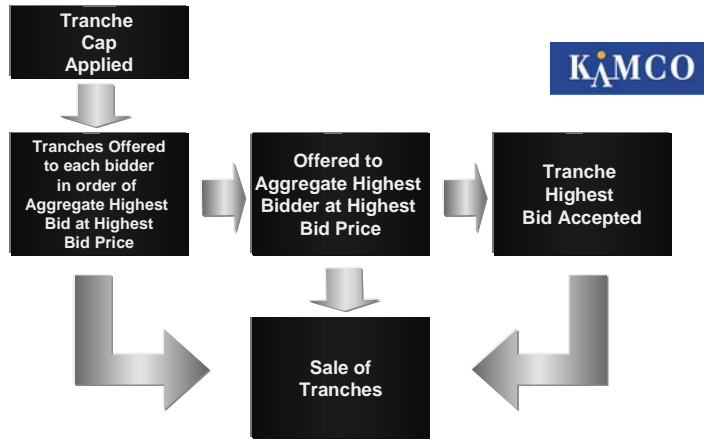 Tranche
Cap
Applied
KAMCO
Tranches Offered
to each bidder
in order of
Aggregate Highest
Bid at Highest
Bid Price
Offered to
Aggregate Highest
Bidder at Highest
Bid Price
Tranche
Highest
Bid Accepted
Sale of
Tranches